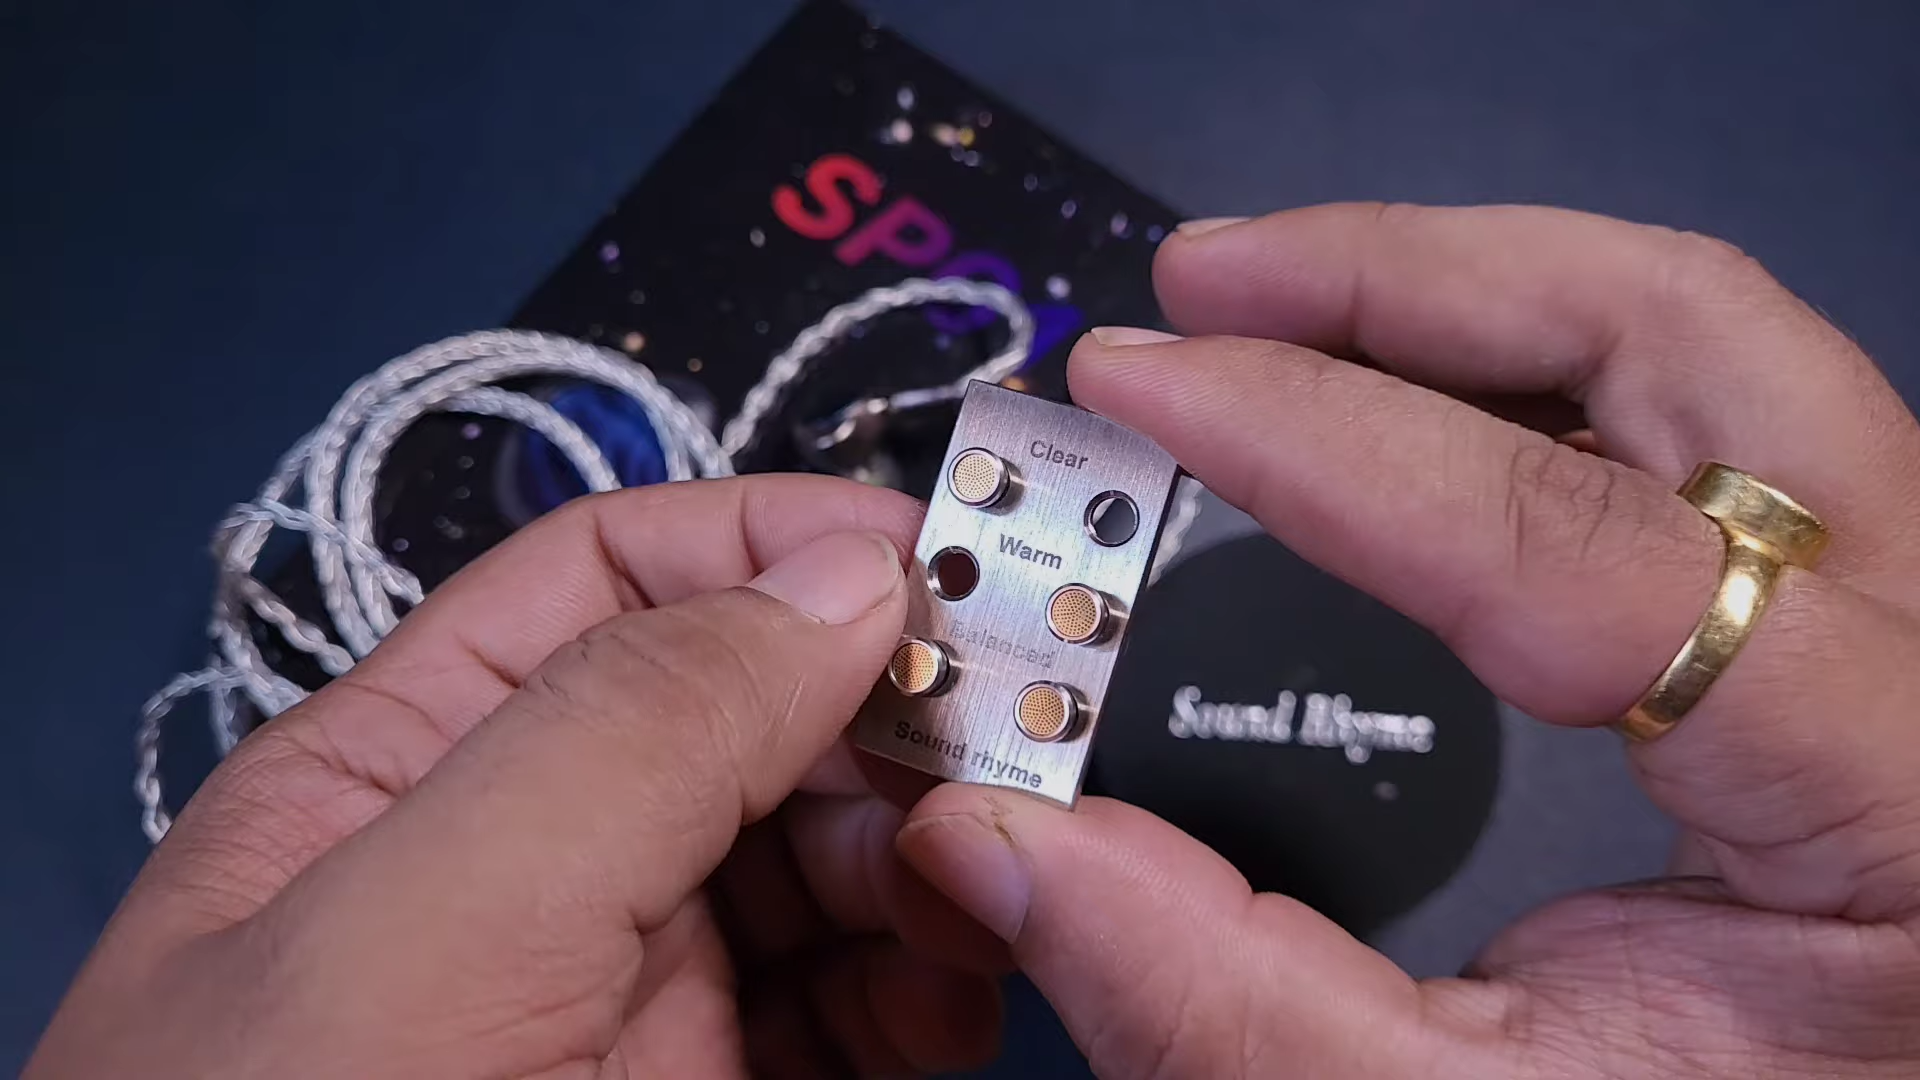 Clear
Warm
Balanced
Sound rhyme
Sound Rhyme